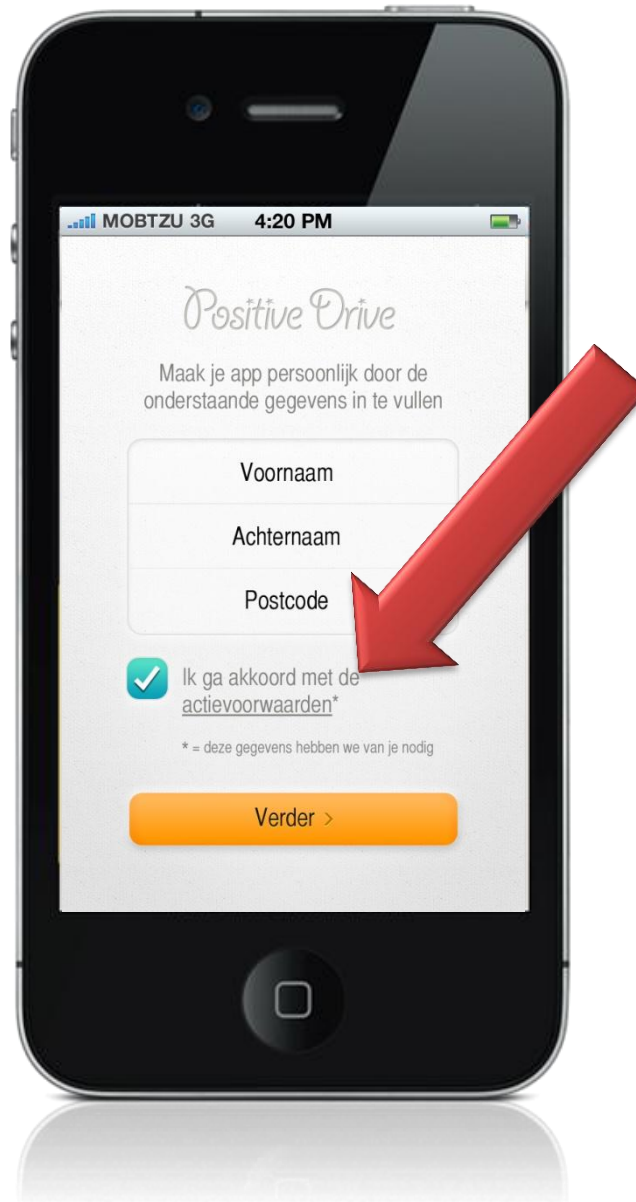 MOBTZU 3G 4:20 PM
Positive Drive
Maak je app persoonlijk door de
onderstaande gegevens in te vullen
Voornaam
Achternaam
Postcode
Ik ga akkoord met de
actievoorwaarden*
* = deze gegevens hebben we van je nodig
Verder >